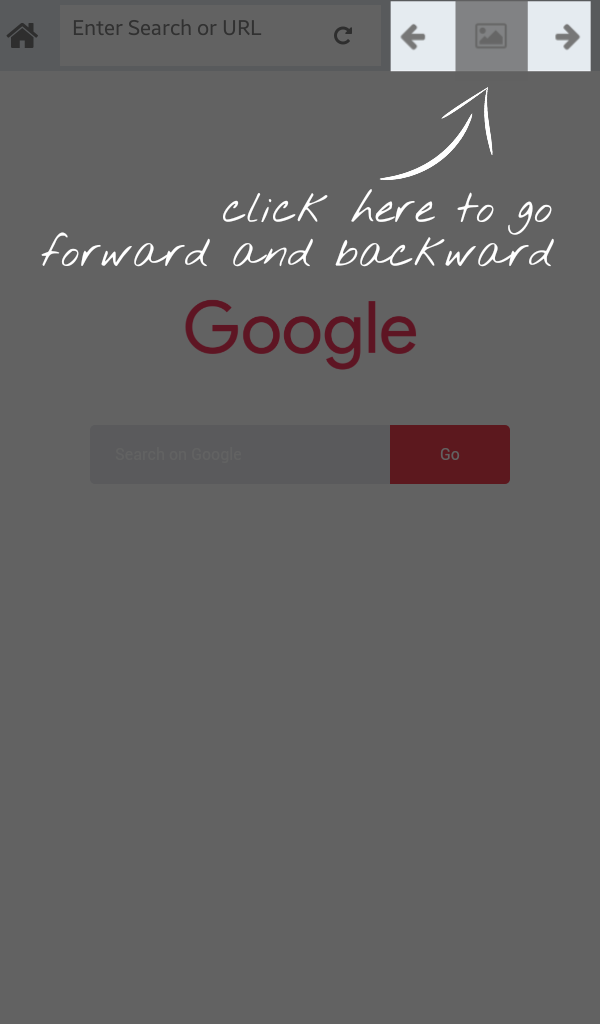 Enter Search or URL
click here to go
forward and backward
Google
Search on Google
Go